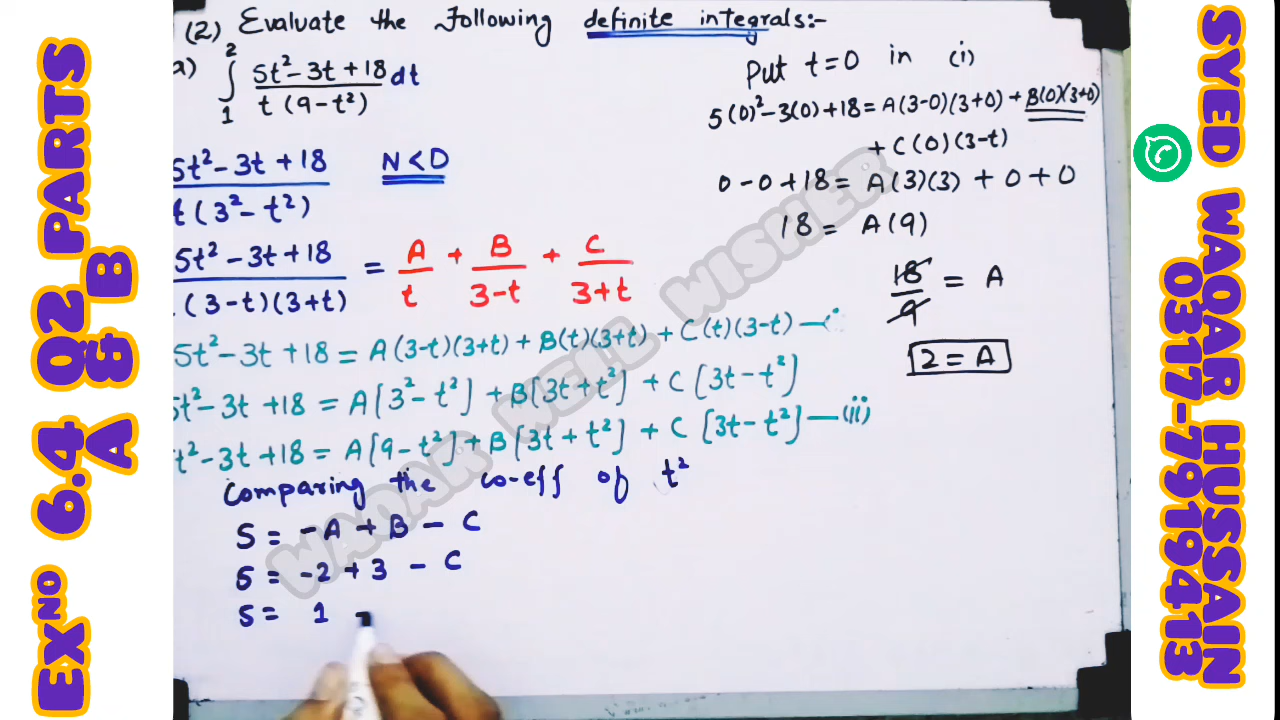 EXNO 6.4 Q2 PARTS
A & B
(2) Evaluate the following definite integrals:-
a) ∫₁² 5t²-3t+18 / t(9-t²) dt
5t²-3t+18 / t(3²-t²)
N<D
5t²-3t+18 / (3-t)(3+t) = A/t + B/3-t + C/3+t
5t²-3t+18 = A(3-t)(3+t) + B(t)(3+t) + C(t)(3-t) —(i
5t²-3t+18 = A[3²-t²] + B[3t+t²] + C[3t-t²]
t²-3t+18 = A[9-t²] + B[3t+t²] + C[3t-t²] —(ii)
Comparing the co-eff of t²
5 = -A + B - C
5 = -2 + 3 - C
5 = 1 -
Put t=0 in (i)
5(0)²-3(0)+18 = A(3-0)(3+0) + B(0)(3+0)
+ C(0)(3-t)
0-0+18 = A(3)(3) + 0 + 0
18 = A(9)
18/9 = A
2 = A
WAQAR WELL WISHER
SYED WAQAR HUSSAIN
0317-7919413